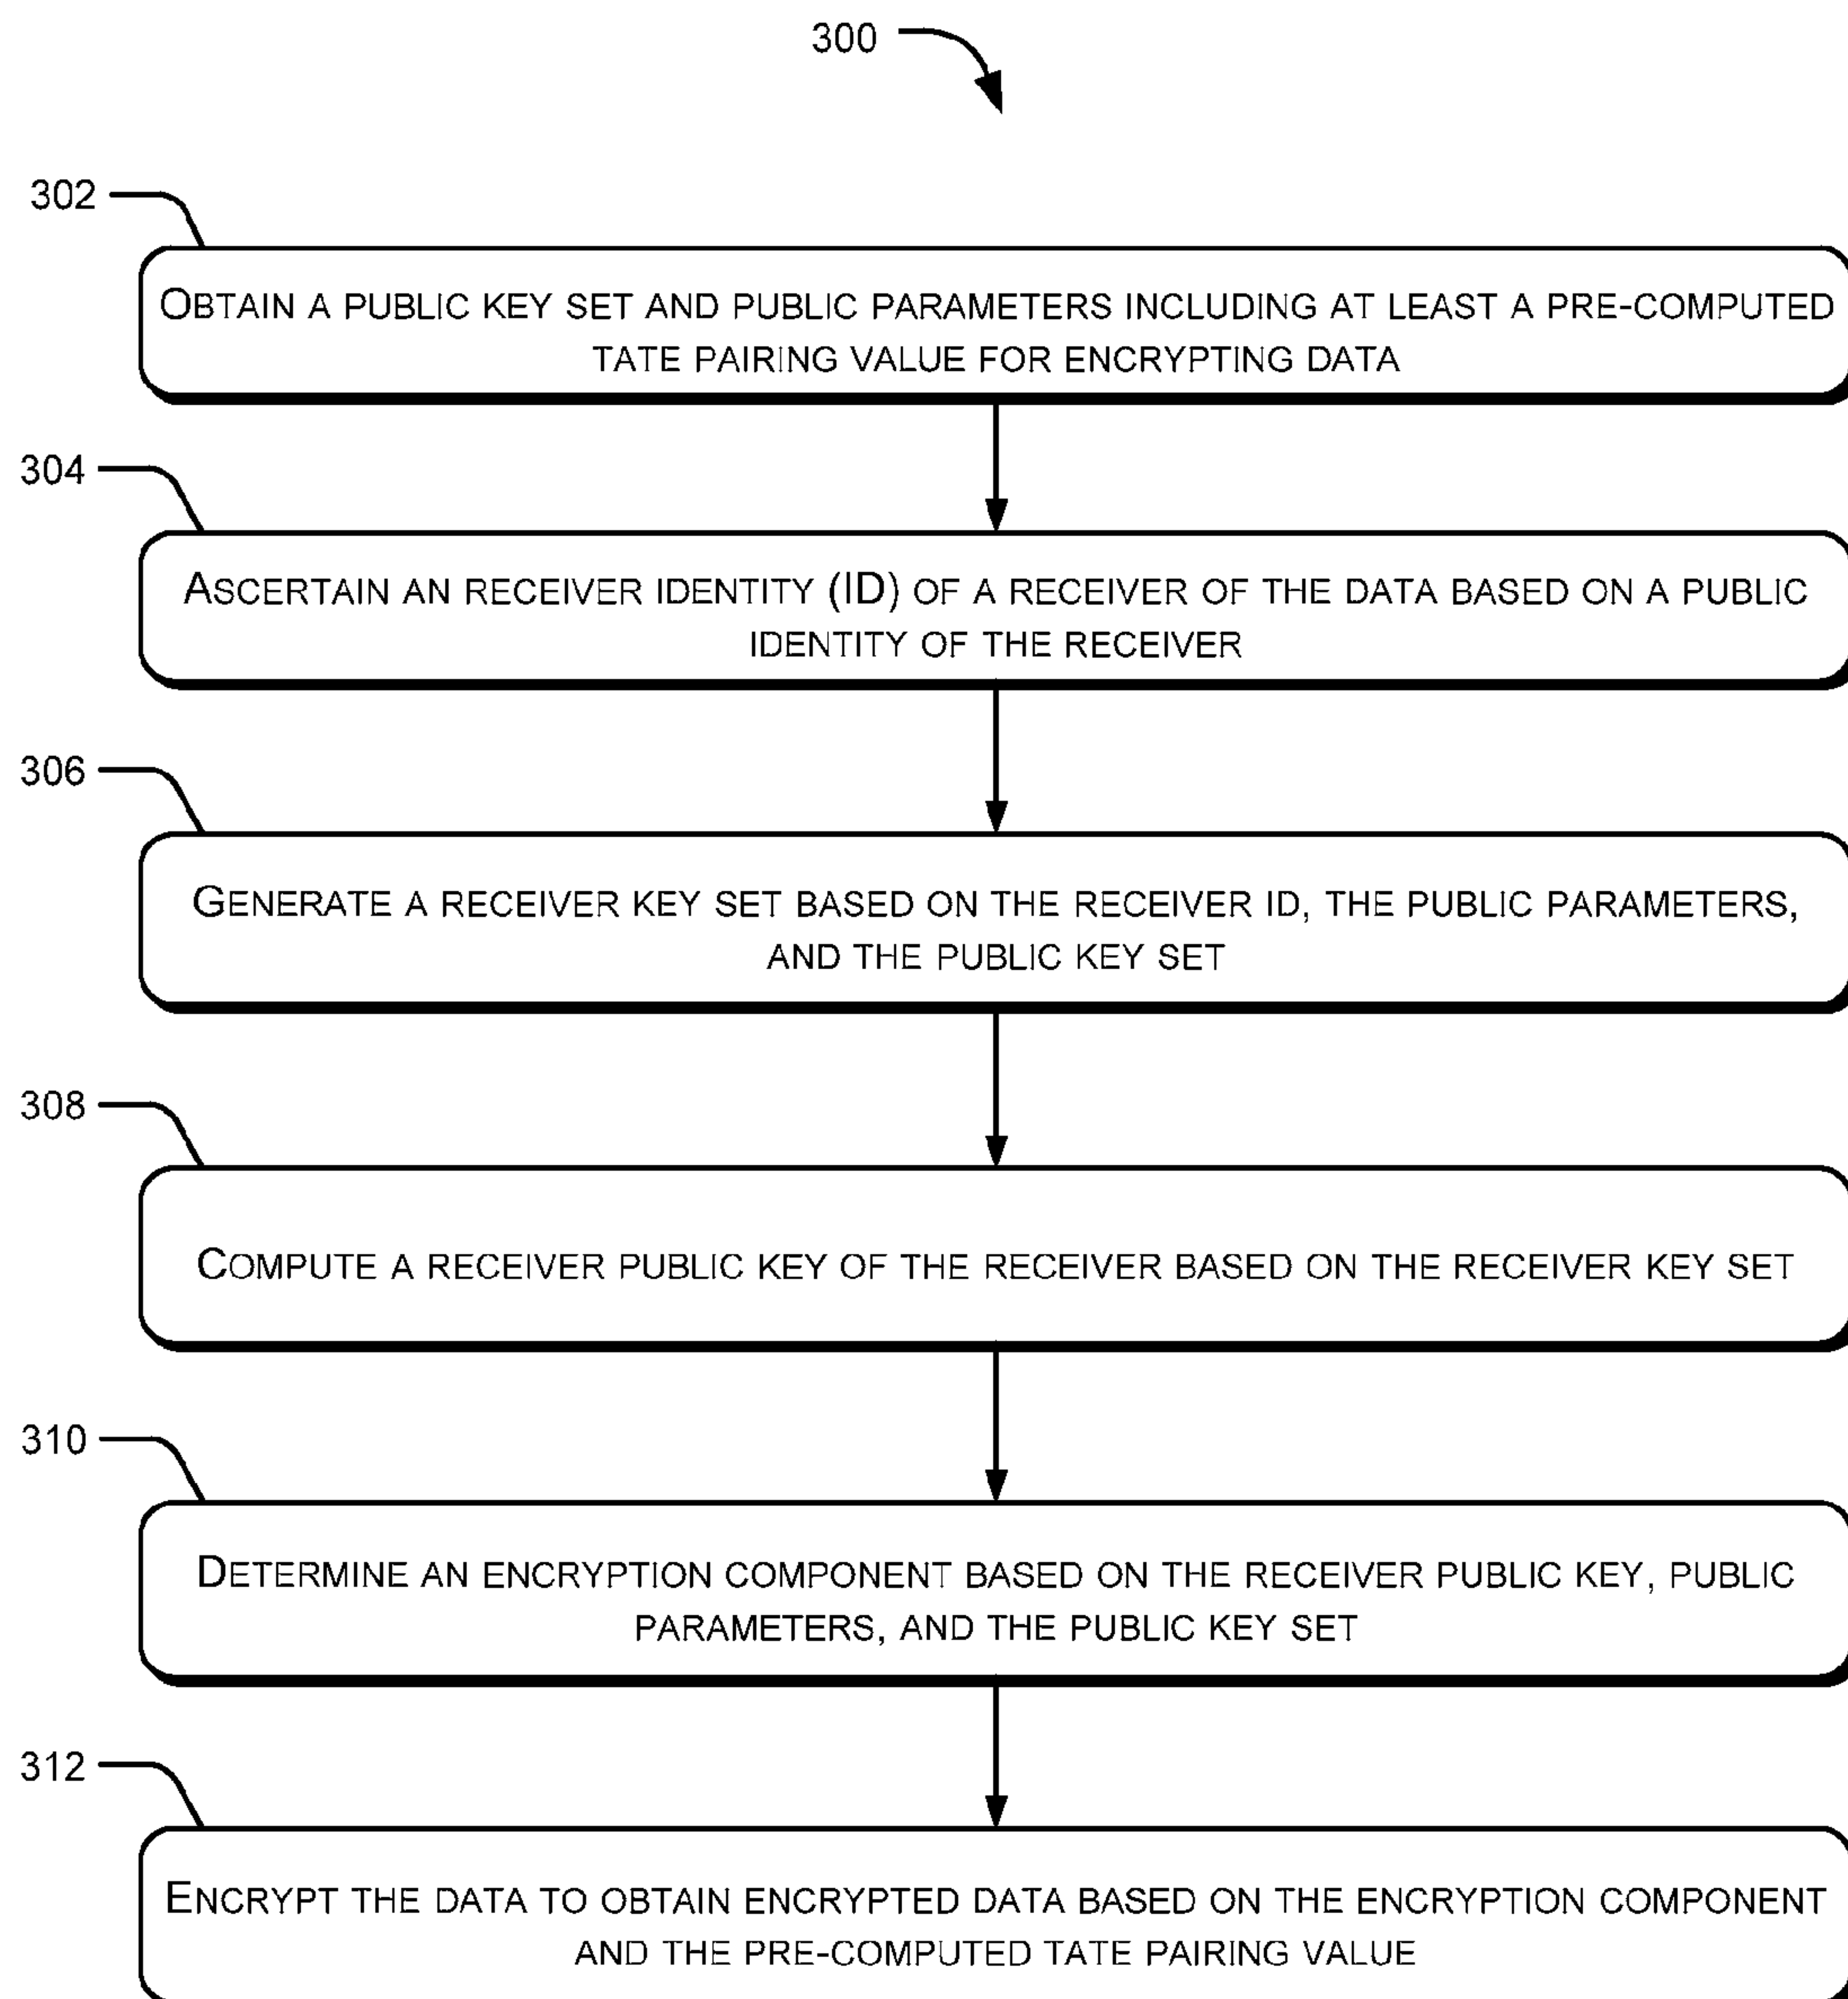 300
302
OBTAIN A PUBLIC KEY SET AND PUBLIC PARAMETERS INCLUDING AT LEAST A PRE-COMPUTED
TATE PAIRING VALUE FOR ENCRYPTING DATA
304
ASCERTAIN AN RECEIVER IDENTITY (ID) OF A RECEIVER OF THE DATA BASED ON A PUBLIC
IDENTITY OF THE RECEIVER
306
GENERATE A RECEIVER KEY SET BASED ON THE RECEIVER ID, THE PUBLIC PARAMETERS,
AND THE PUBLIC KEY SET
308
COMPUTE A RECEIVER PUBLIC KEY OF THE RECEIVER BASED ON THE RECEIVER KEY SET
310
DETERMINE AN ENCRYPTION COMPONENT BASED ON THE RECEIVER PUBLIC KEY, PUBLIC
PARAMETERS, AND THE PUBLIC KEY SET
312
ENCRYPT THE DATA TO OBTAIN ENCRYPTED DATA BASED ON THE ENCRYPTION COMPONENT
AND THE PRE-COMPUTED TATE PAIRING VALUE